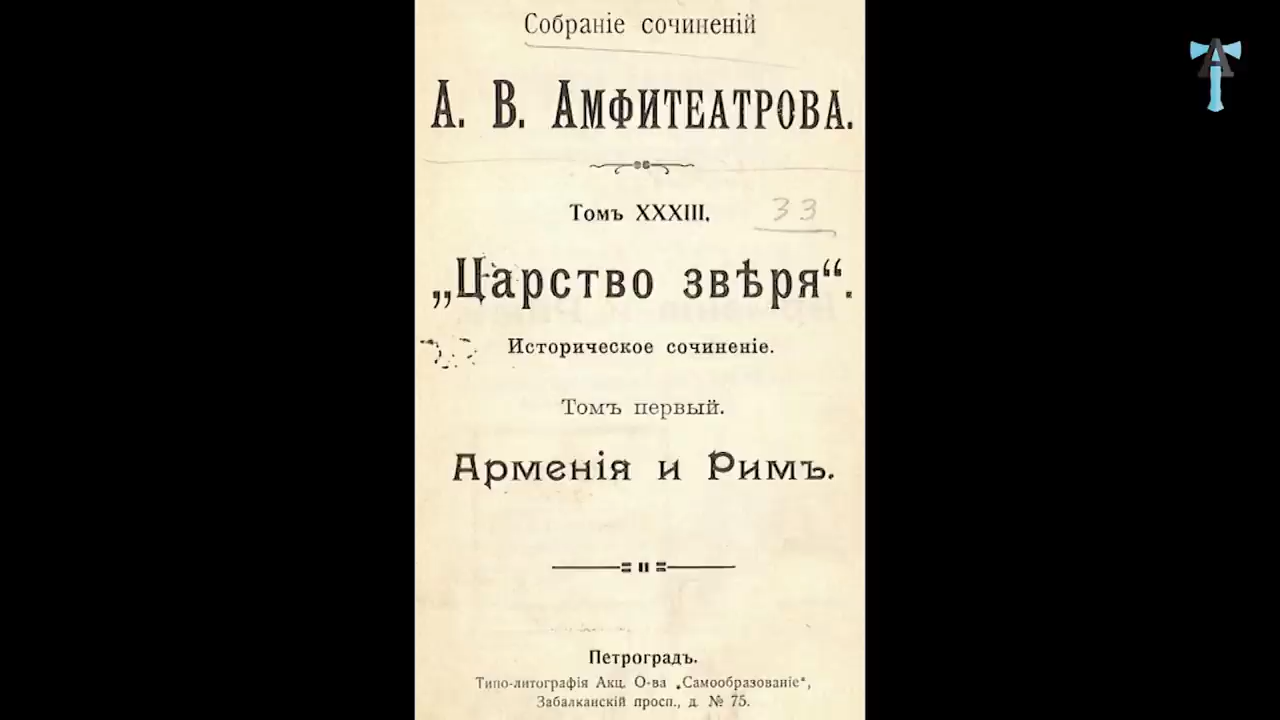 Собраніе сочиненій
А. В. Амфитеатрова.
Томъ XXXIII.
33
„Царство звѣря“.
Историческое сочиненіе.
Томъ первый.
Арменія и Римъ.
Петроградъ.
Типо-литографія Акц. О-ва „Самообразованіе“,
Забалканскій просп., д. № 75.